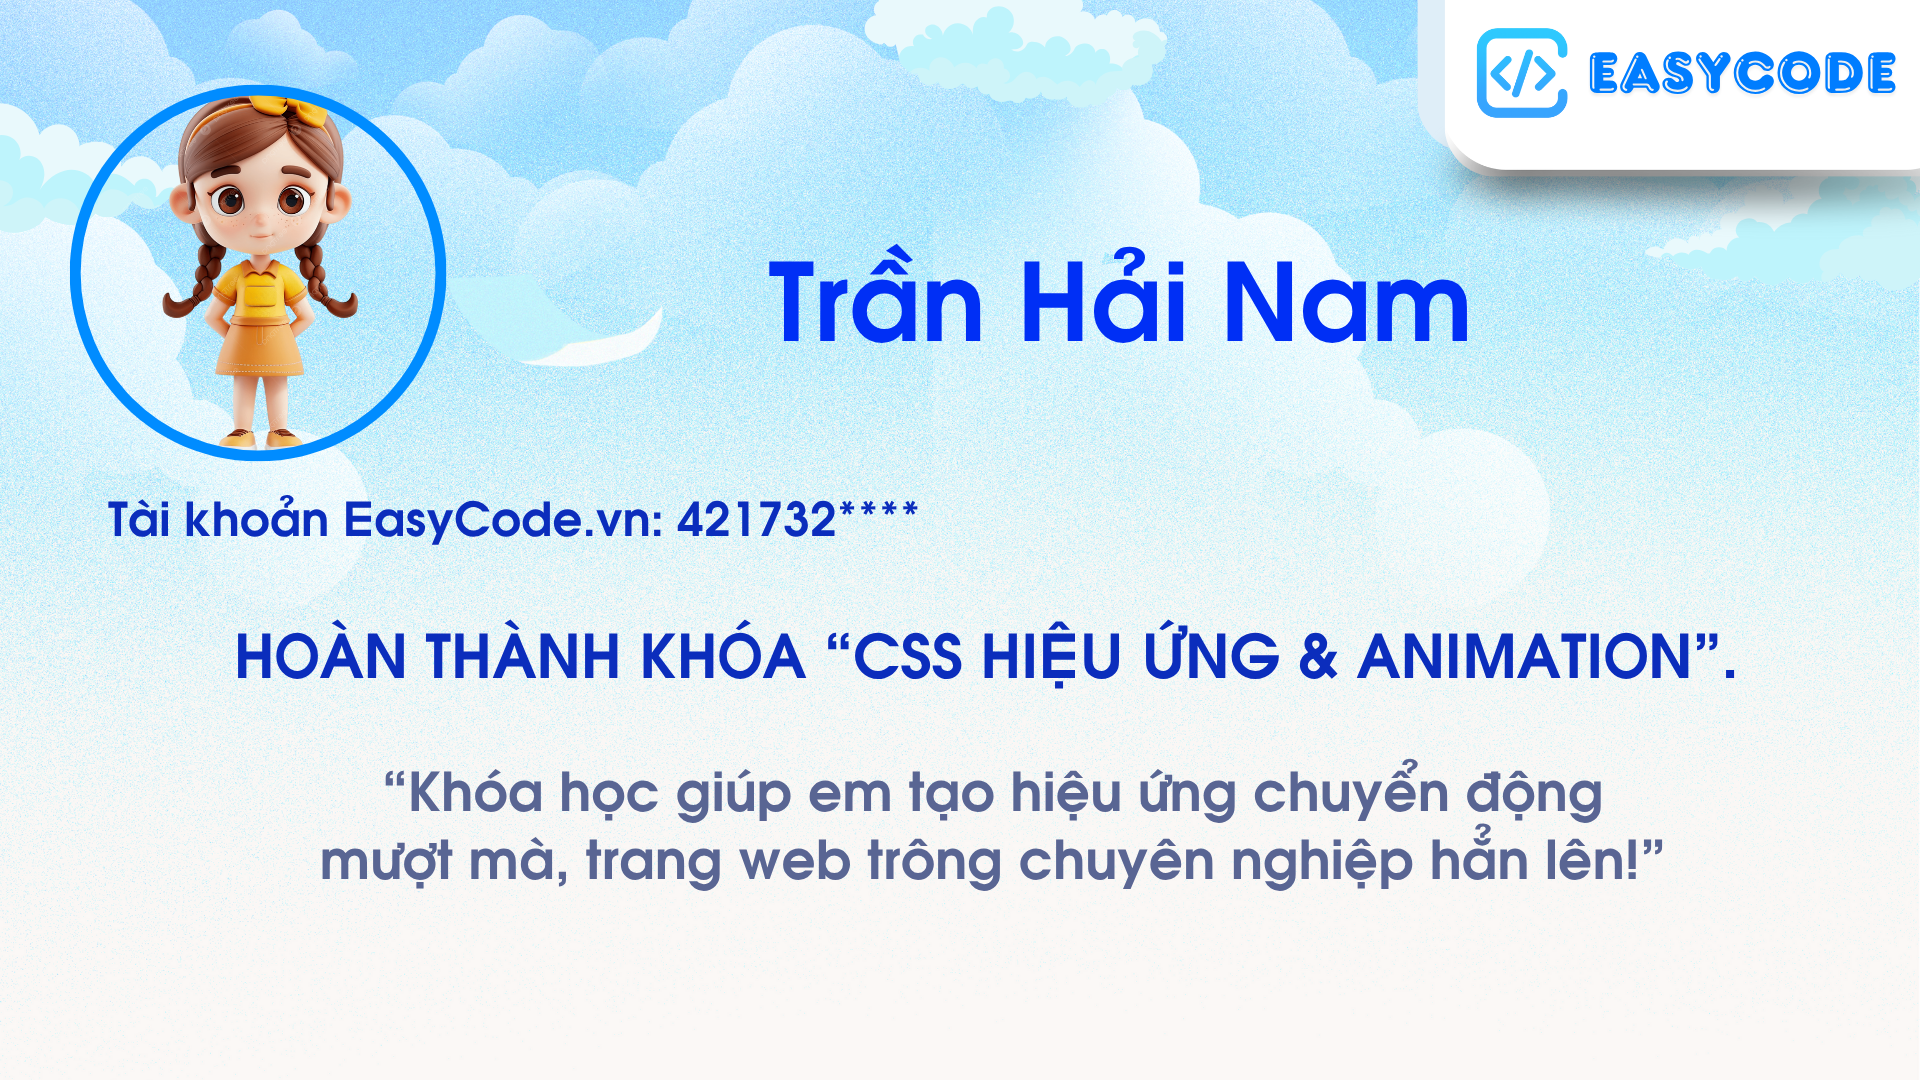 </> EASYCODE
Trần Hải Nam
Tài khoản EasyCode.vn: 421732****
HOÀN THÀNH KHÓA “CSS HIỆU ỨNG & ANIMATION”.
“Khóa học giúp em tạo hiệu ứng chuyển động
mượt mà, trang web trông chuyên nghiệp hẳn lên!”